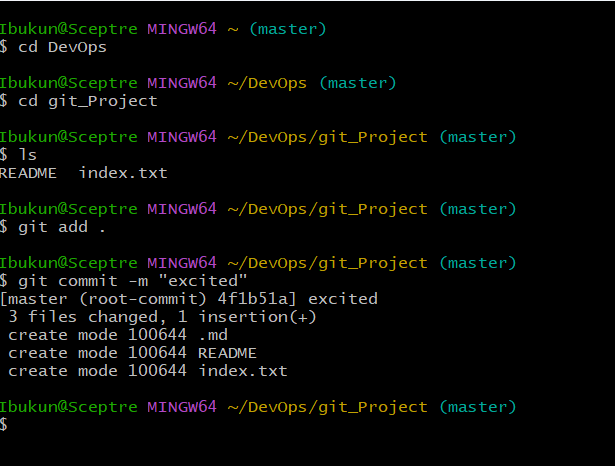 Ibukun@Sceptre MINGW64 ~ (master)
$ cd DevOps
Ibukun@Sceptre MINGW64 ~/DevOps (master)
$ cd git_Project
Ibukun@Sceptre MINGW64 ~/DevOps/git_Project (master)
$ ls
README  index.txt
Ibukun@Sceptre MINGW64 ~/DevOps/git_Project (master)
$ git add .
Ibukun@Sceptre MINGW64 ~/DevOps/git_Project (master)
$ git commit -m "excited"
[master (root-commit) 4f1b51a] excited
 3 files changed, 1 insertion(+)
 create mode 100644 .md
 create mode 100644 README
 create mode 100644 index.txt
Ibukun@Sceptre MINGW64 ~/DevOps/git_Project (master)
$